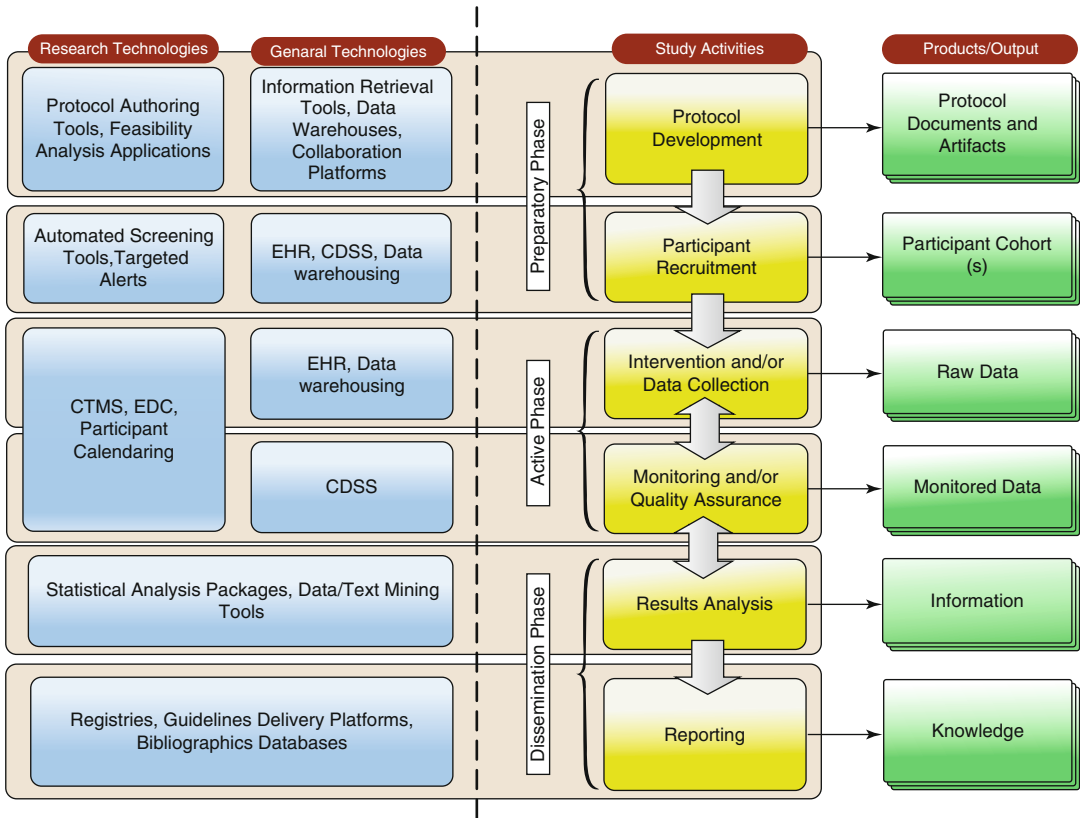 Research Technologies
Genaral Technologies
Study Activities
Products/Output
Protocol Authoring
Tools, Feasibility
Analysis Applications
Information Retrieval
Tools, Data
Warehouses,
Collaboration
Platforms
Preparatory Phase
Protocol
Development
Protocol
Documents and
Artifacts
Automated Screening
Tools,Targeted
Alerts
EHR, CDSS, Data
warehousing
Participant
Recruitment
Participant Cohort
(s)
CTMS, EDC,
Participant
Calendaring
EHR, Data
warehousing
Active Phase
Intervention and/or
Data Collection
Raw Data
CDSS
Monitoring and/or
Quality Assurance
Monitored Data
Statistical Analysis Packages, Data/Text Mining
Tools
Dissemination Phase
Results Analysis
Information
Registries, Guidelines Delivery Platforms,
Bibliographics Databases
Reporting
Knowledge